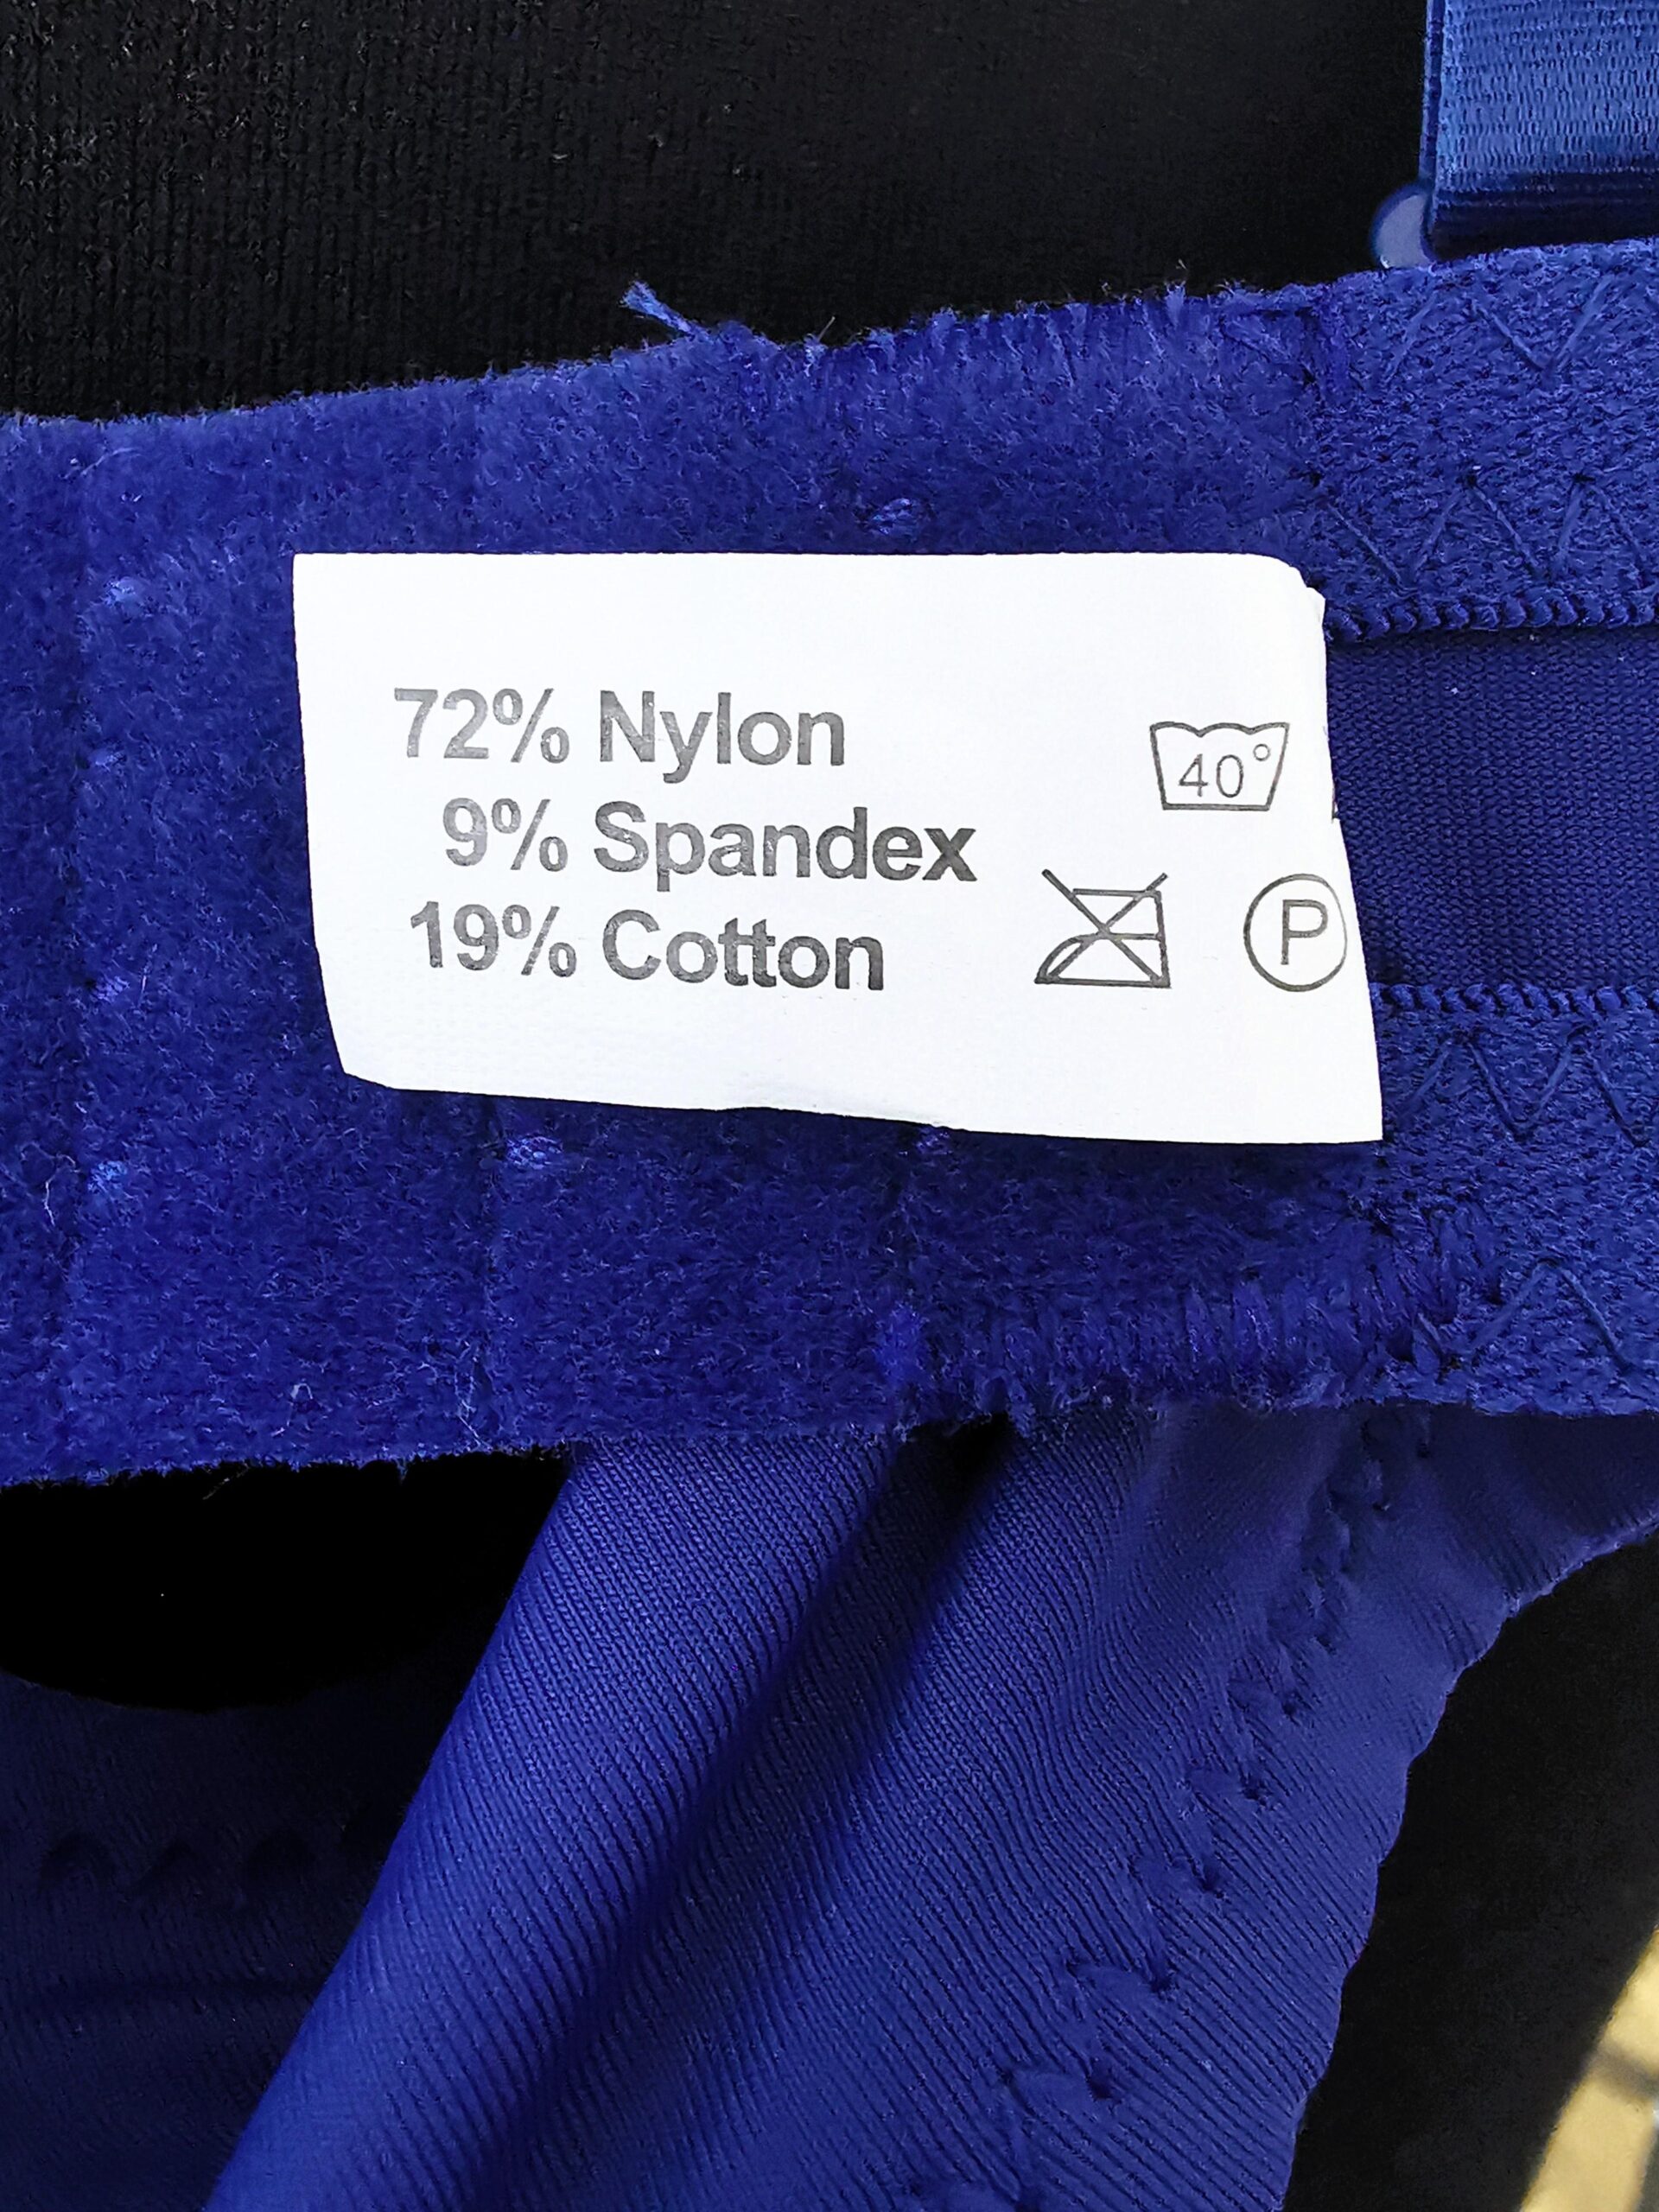 72% Nylon
9% Spandex
19% Cotton
40°
P